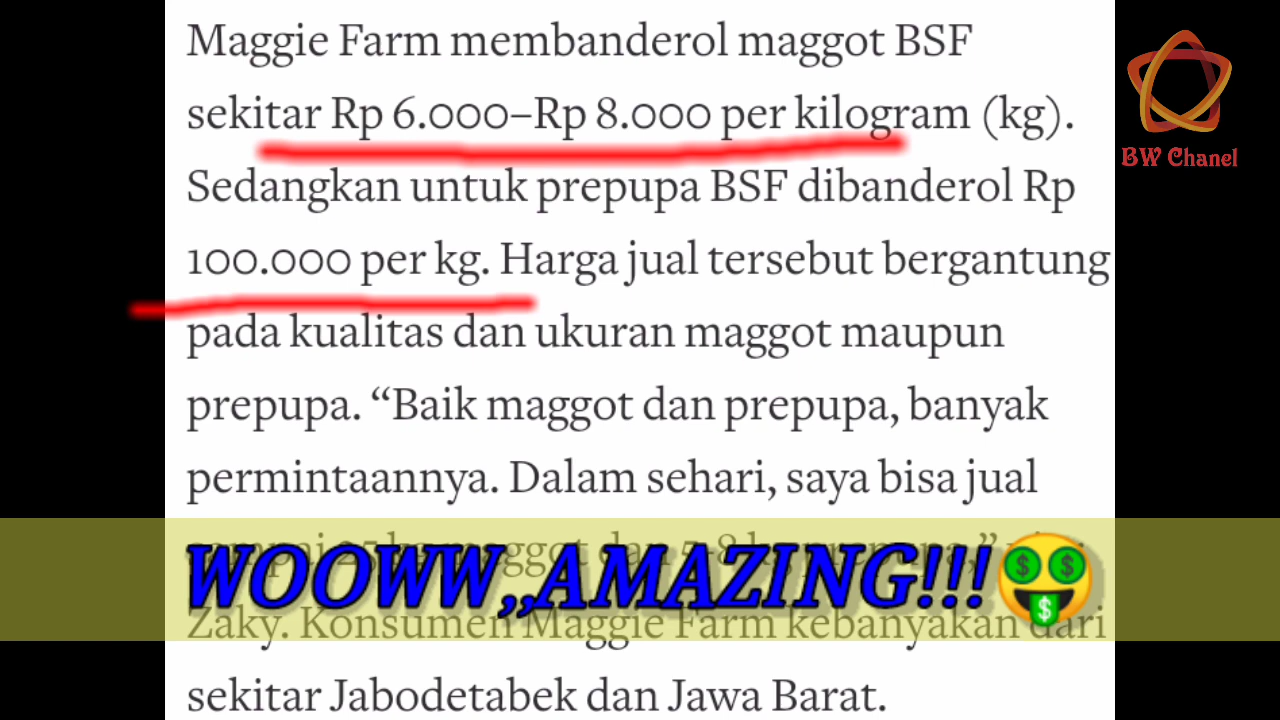 Maggie Farm membanderol maggot BSF
sekitar Rp 6.000–Rp 8.000 per kilogram (kg).
Sedangkan untuk prepupa BSF dibanderol Rp
100.000 per kg. Harga jual tersebut bergantung
pada kualitas dan ukuran maggot maupun
prepupa. “Baik maggot dan prepupa, banyak
permintaannya. Dalam sehari, saya bisa jual
WOOWW,,AMAZING!!!
Zaky. Konsumen Maggie Farm kebanyakan dari
sekitar Jabodetabek dan Jawa Barat.
BW Chanel